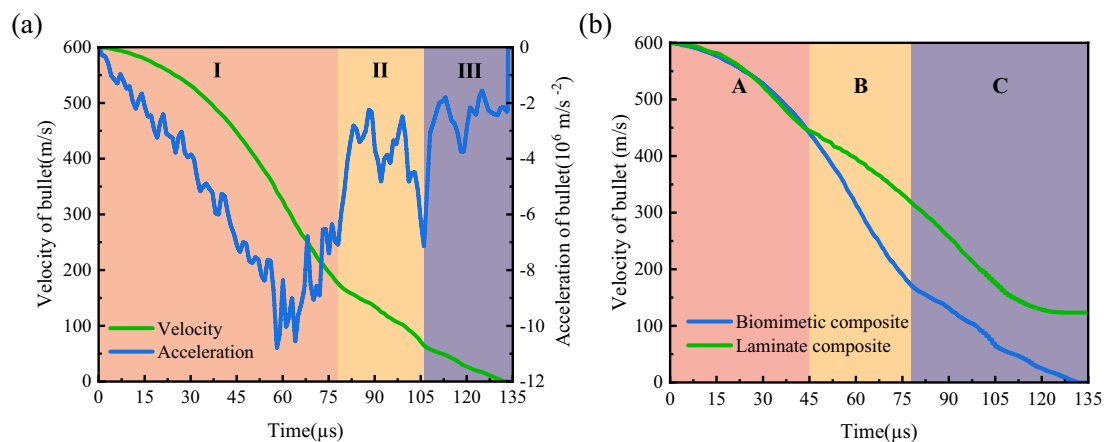 (a)
600
500
400
300
200
100
0
Velocity of bullet(m/s)
0
-2
-4
-6
-8
-10
-12
Acceleration of bullet(10⁶ m/s⁻²)
I
II
III
Velocity
Acceleration
0 15 30 45 60 75 90 105 120 135
Time(μs)
(b)
600
500
400
300
200
100
0
Velocity of bullet (m/s)
A
B
C
Biomimetic composite
Laminate composite
0 15 30 45 60 75 90 105 120 135
Time(μs)